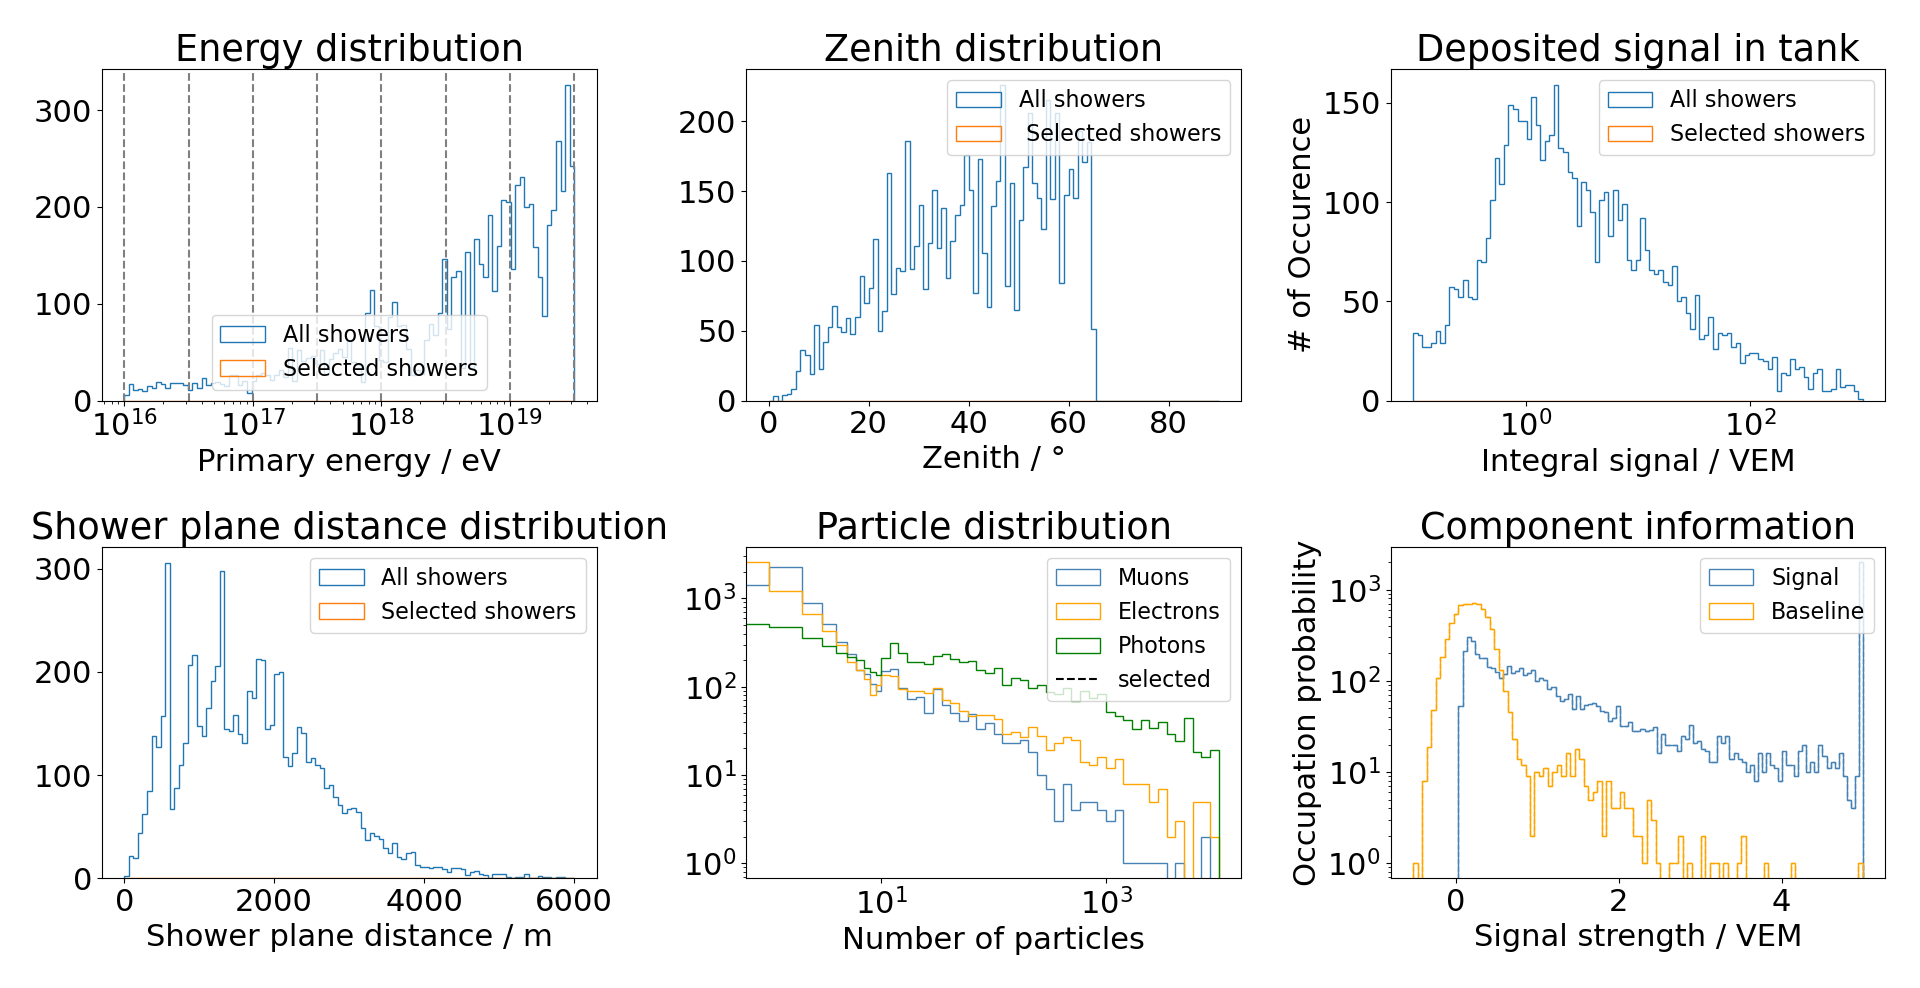 Energy distribution
300
200
100
0
10^16
10^17
10^18
10^19
All showers
Selected showers
Primary energy / eV
Zenith distribution
200
150
100
50
0
0
20
40
60
80
All showers
Selected showers
Zenith / °
Deposited signal in tank
# of Occurence
150
100
50
0
10^0
10^2
All showers
Selected showers
Integral signal / VEM
Shower plane distance distribution
300
200
100
0
0
2000
4000
6000
All showers
Selected showers
Shower plane distance / m
Particle distribution
10^3
10^2
10^1
10^0
10^1
10^3
Muons
Electrons
Photons
selected
Number of particles
Component information
Occupation probability
10^3
10^2
10^1
10^0
0
2
4
Signal
Baseline
Signal strength / VEM